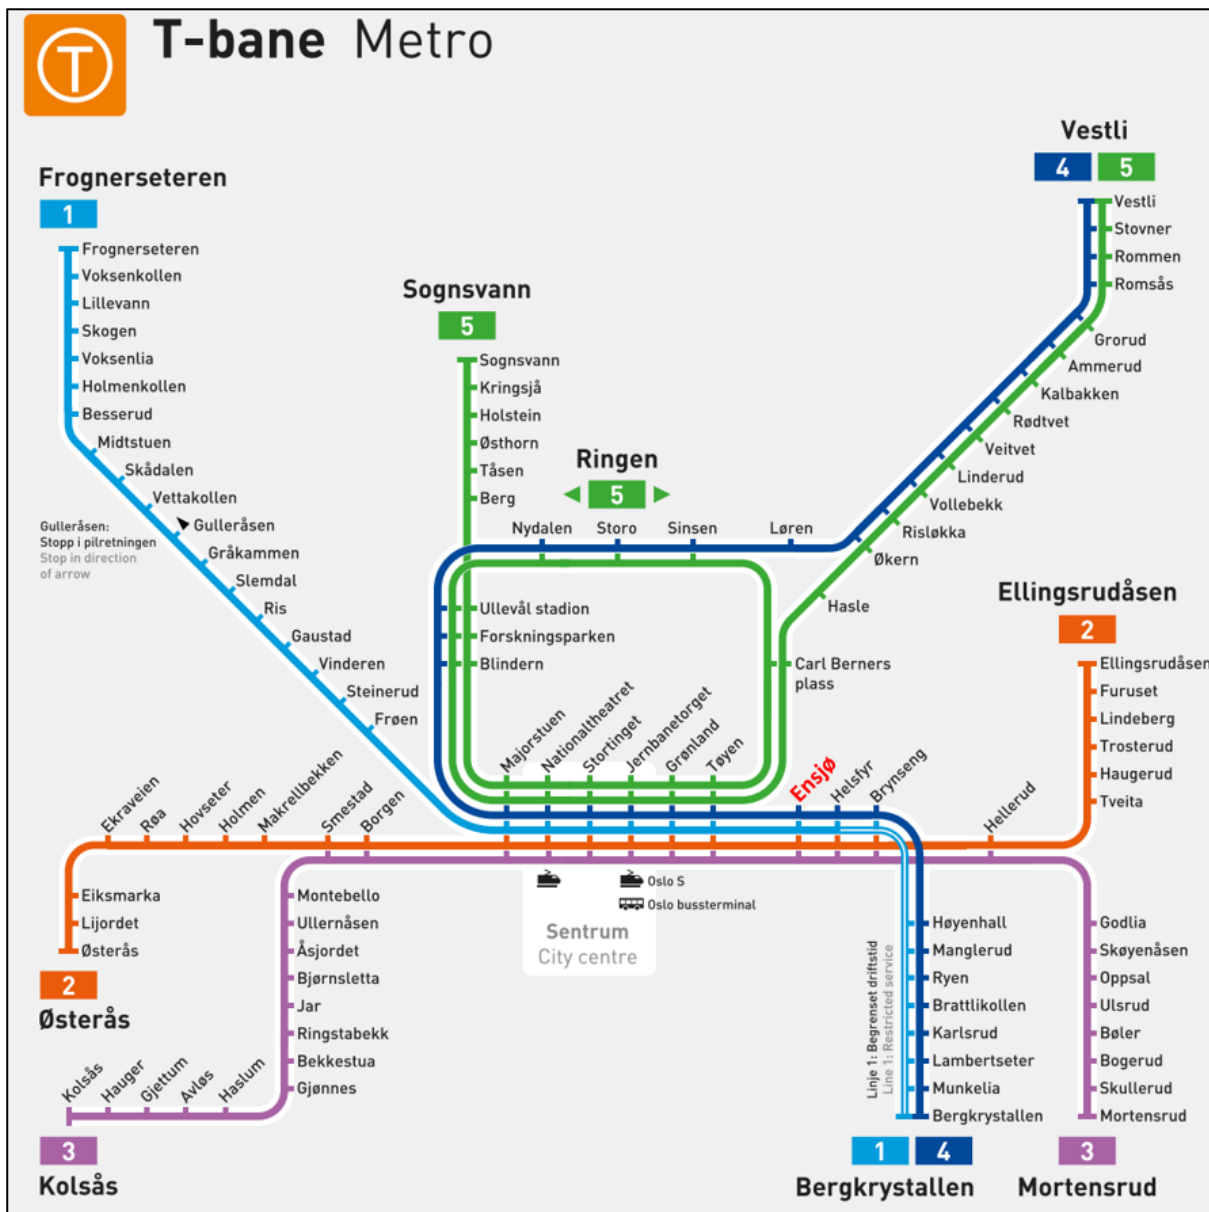 T
T-bane Metro
Vestli
4 5
Vestli
Stovner
Rommen
Romsås
Grorud
Ammerud
Kalbakken
Rødtvet
Veitvet
Linderud
Vollebekk
Risløkka
Økern
Hasle
Carl Berners
plass
Frognerseteren
1
Frognerseteren
Voksenkollen
Lillevann
Skogen
Voksenlia
Holmenkollen
Besserud
Midtstuen
Skådalen
Vettakollen
Gulleråsen
Gråkammen
Slemdal
Ris
Gaustad
Vinderen
Steinerud
Frøen
Gulleråsen:
Stopp i pilretningen
Stop in direction
of arrow
Sognsvann
5
Sognsvann
Kringsjå
Holstein
Østhorn
Tåsen
Berg
Ringen
5
Nydalen
Storo
Sinsen
Løren
Ullevål stadion
Forskningsparken
Blindern
Majorstuen
Nationaltheatret
Stortinget
Jernbanetorget
Grønland
Tøyen
Ensjø
Helsfyr
Brynseng
Hellerud
Ellingsrudåsen
2
Ellingsrudåsen
Furuset
Lindeberg
Trosterud
Haugerud
Tveita
Ekraveien
Røa
Hovseter
Holmen
Makrellbekken
Smestad
Borgen
Eiksmarka
Lijordet
Østerås
2
Østerås
Montebello
Ullernåsen
Åsjordet
Bjørnsletta
Jar
Ringstabekk
Bekkestua
Gjønnes
Kolsås
Hauger
Gjettum
Avløs
Haslum
3
Kolsås
Oslo S
Oslo bussterminal
Sentrum
City centre
Linje 1: Begrenset driftstid
Line 1: Restricted service
Høyenhall
Manglerud
Ryen
Brattlikollen
Karlsrud
Lambertseter
Munkelia
Bergkrystallen
1 4
Bergkrystallen
Godlia
Skøyenåsen
Oppsal
Ulsrud
Bøler
Bogerud
Skullerud
Mortensrud
3
Mortensrud